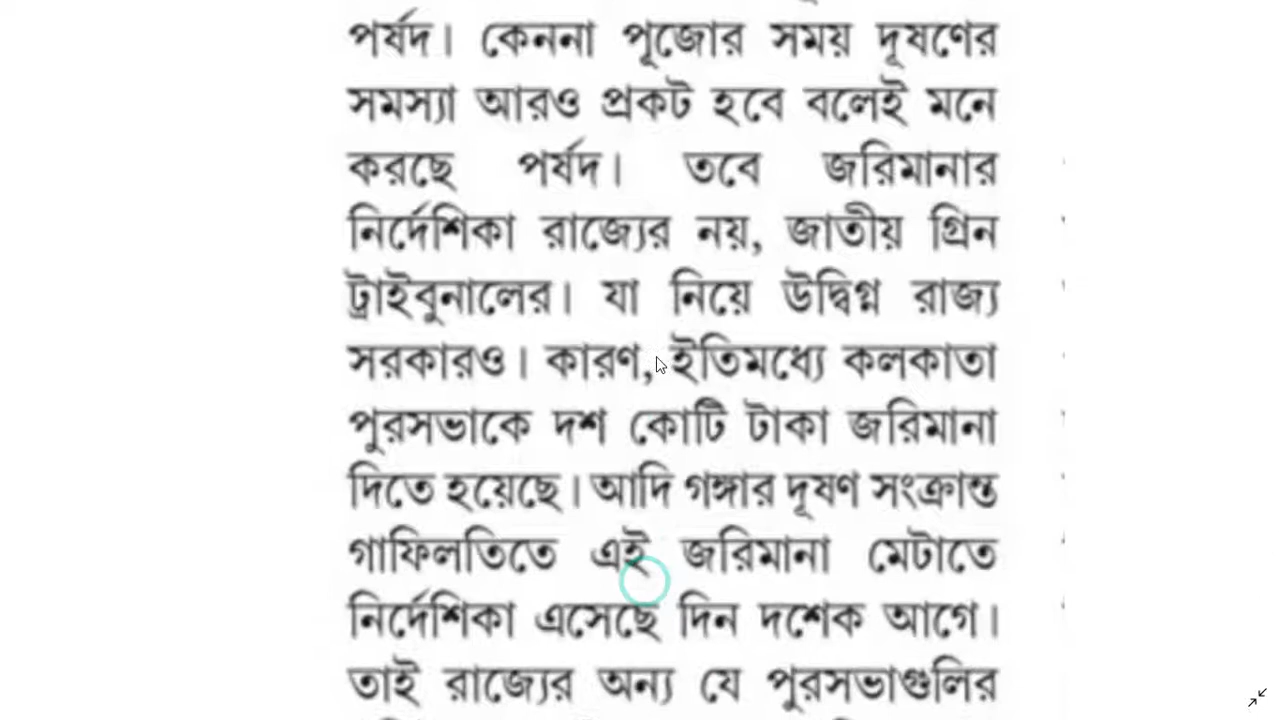 পর্ষদ। কেননা পূজোর সময় দূষণের
সমস্যা আরও প্রকট হবে বলেই মনে
করছে পর্ষদ। তবে জরিমানার
নির্দেশিকা রাজ্যের নয়, জাতীয় গ্রিন
ট্রাইবুনালের। যা নিয়ে উদ্বিগ্ন রাজ্য
সরকারও। কারণ, ইতিমধ্যে কলকাতা
পুরসভাকে দশ কোটি টাকা জরিমানা
দিতে হয়েছে। আদি গঙ্গার দূষণ সংক্রান্ত
গাফিলতিতে এই জরিমানা মেটাতে
নির্দেশিকা এসেছে দিন দশেক আগে।
তাই রাজ্যের অন্য যে পুরসভাগুলির